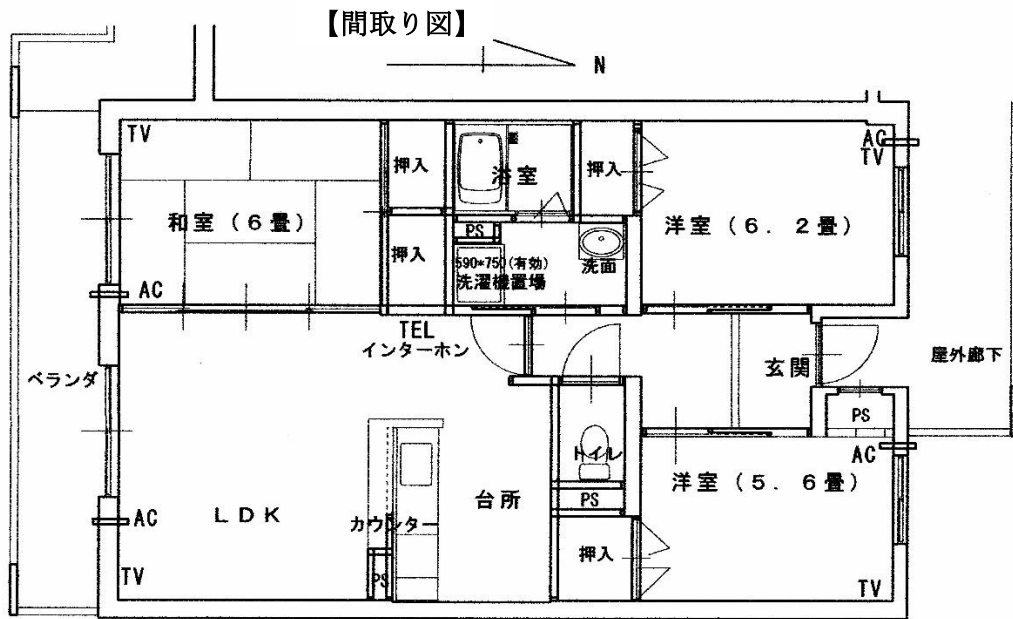 【間取り図】
N
TV
押入
浴室
押入
AC
TV
和室（６畳）
押入
PS
590*750(有効)
洗濯機置場
洗面
洋室（６．２畳）
AC
TEL
インターホン
玄関
屋外廊下
ベランダ
PS
トイレ
AC
洋室（５．６畳）
台所
PS
LDK
カウンター
AC
押入
TV
PS
TV